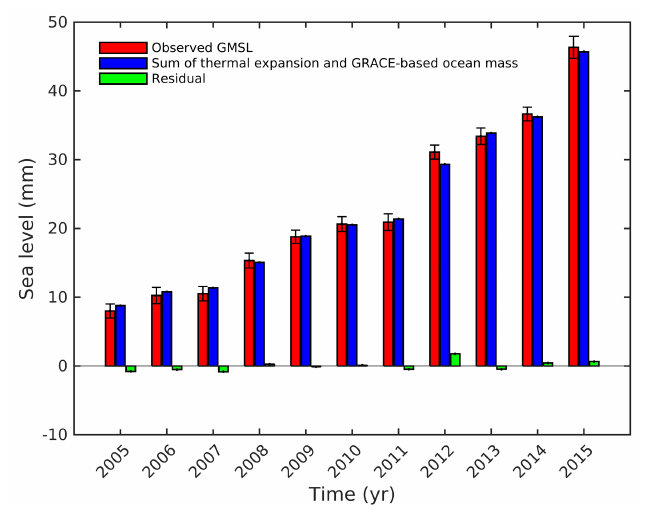 50
40
30
20
10
0
-10
Sea level (mm)
Observed GMSL
Sum of thermal expansion and GRACE-based ocean mass
Residual
2005 2006 2007 2008 2009 2010 2011 2012 2013 2014 2015
Time (yr)